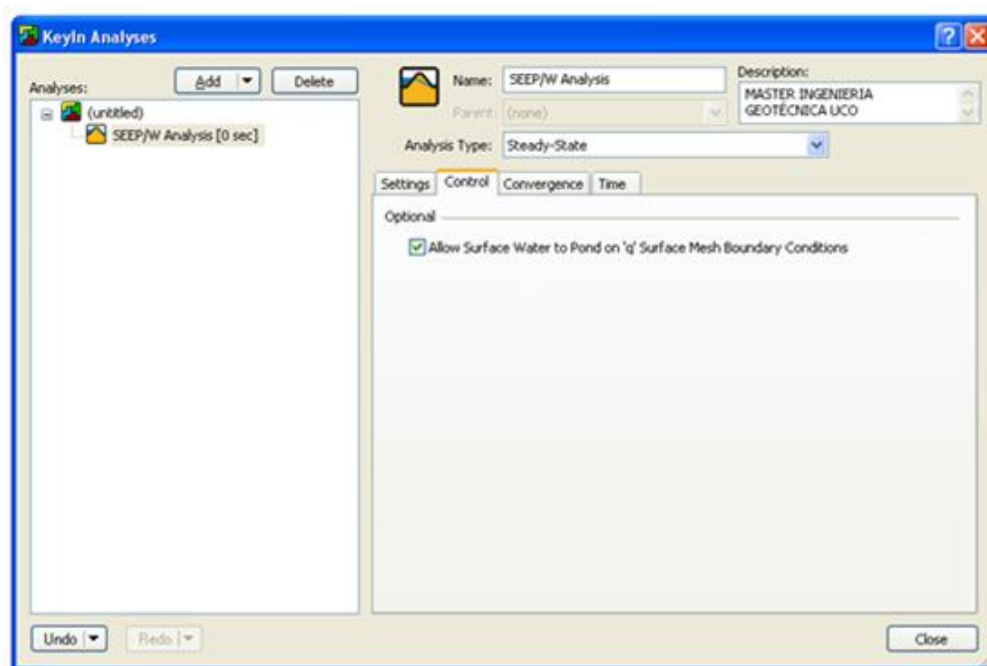 KeyIn Analyses
Analyses:
Add
Delete
(untitled)
SEEP/W Analysis [0 sec]
Name:
SEEP/W Analysis
Description:
MASTER INGENIERIA
GEOTÉCNICA UCO
Parent:
(none)
Analysis Type:
Steady-State
Settings
Control
Convergence
Time
Optional
Allow Surface Water to Pond on 'q' Surface Mesh Boundary Conditions
Undo
Redo
Close